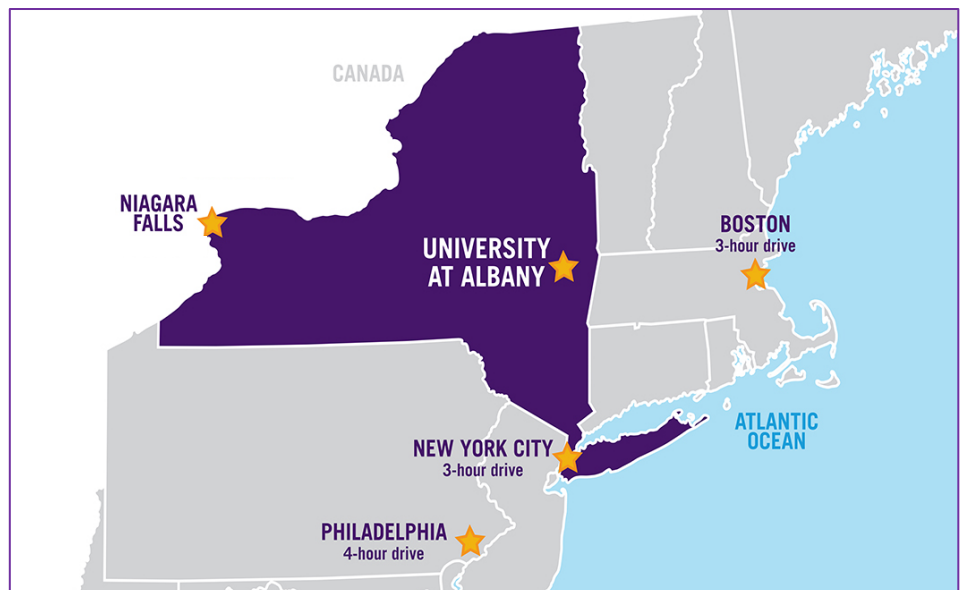 CANADA
NIAGARA
FALLS
UNIVERSITY
AT ALBANY
BOSTON
3-hour drive
ATLANTIC
OCEAN
NEW YORK CITY
3-hour drive
PHILADELPHIA
4-hour drive